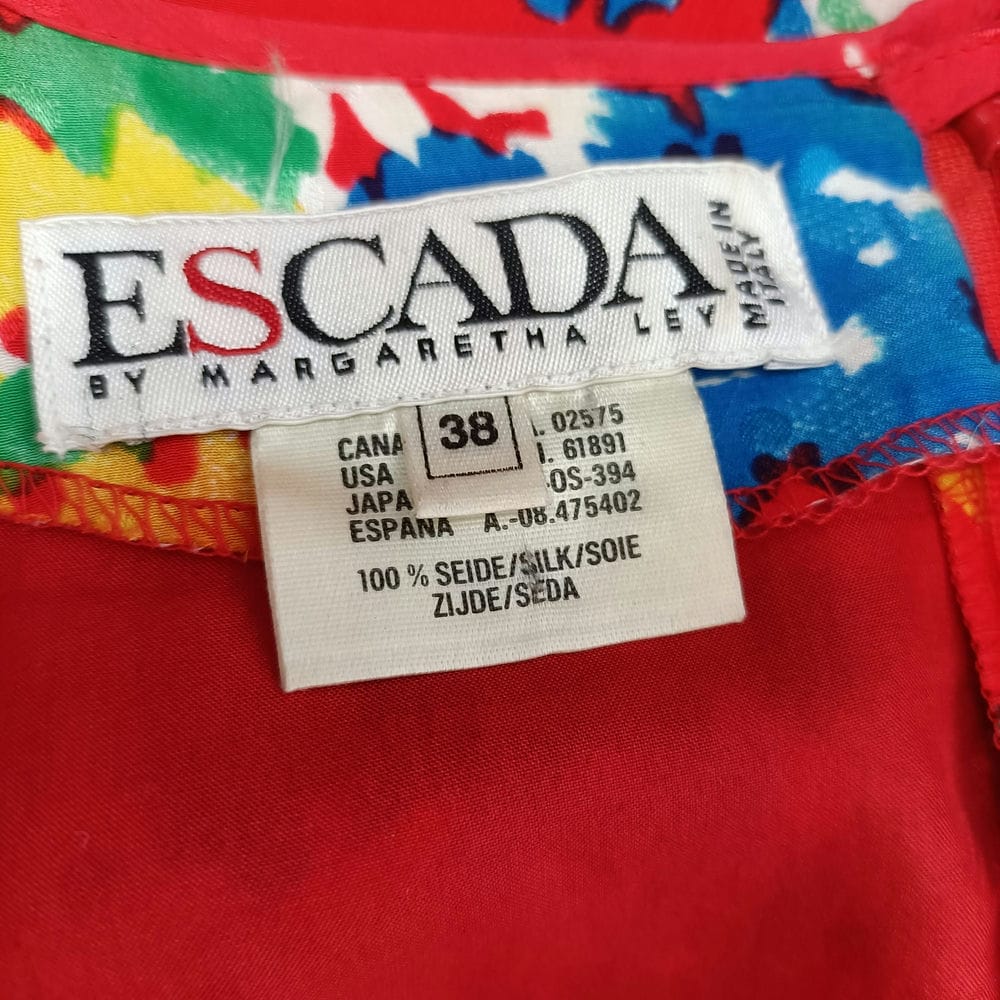 ESCADA
BY MARGARETHA LEY
MADE IN
ITALY
38
CANA . 02575
USA . 61891
JAPA -OS-394
ESPANA A.-08.475402
100 % SEIDE/SILK/SOIE
ZIJDE/SEDA